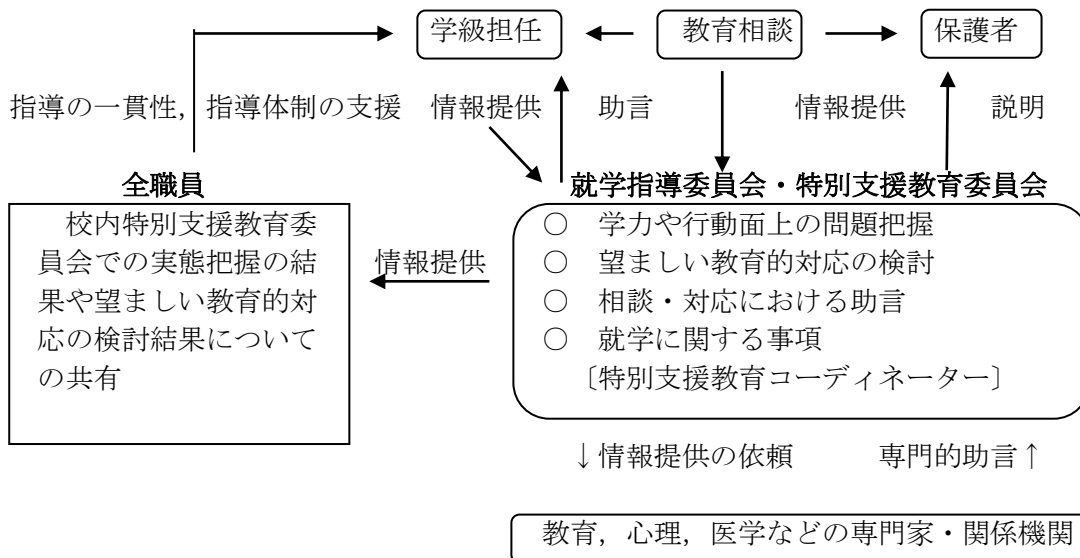 学級担任 教育相談 保護者
指導の一貫性，指導体制の支援 情報提供 助言 情報提供 説明
全職員 就学指導委員会・特別支援教育委員会
校内特別支援教育委
員会での実態把握の結
果や望ましい教育的対
応の検討結果について
の共有
情報提供
○ 学力や行動面上の問題把握
○ 望ましい教育的対応の検討
○ 相談・対応における助言
○ 就学に関する事項
〔特別支援教育コーディネーター〕
↓情報提供の依頼 専門的助言↑
教育，心理，医学などの専門家・関係機関